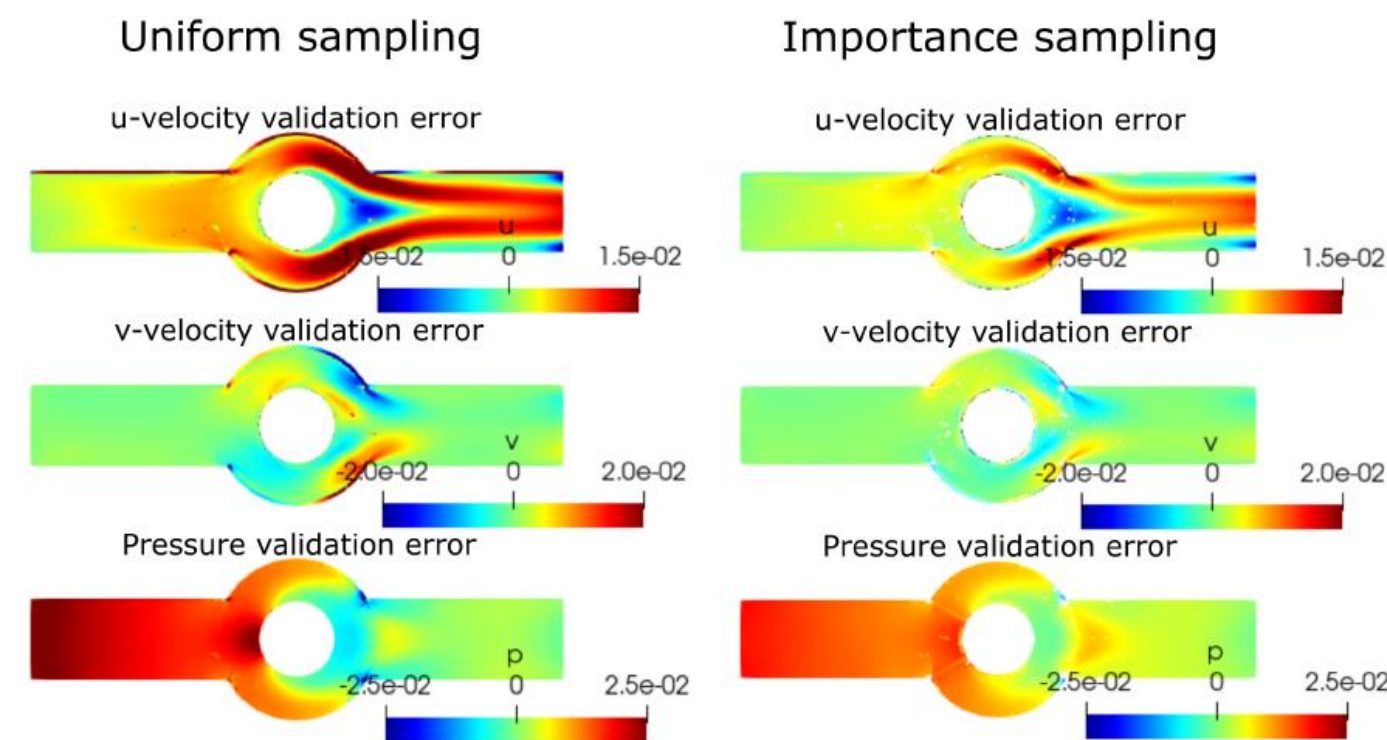 Uniform sampling
Importance sampling
u-velocity validation error
u-velocity validation error
u
-1.5e-02 0 1.5e-02
u
-1.5e-02 0 1.5e-02
v-velocity validation error
v-velocity validation error
v
-2.0e-02 0 2.0e-02
v
-2.0e-02 0 2.0e-02
Pressure validation error
Pressure validation error
p
-2.5e-02 0 2.5e-02
p
-2.5e-02 0 2.5e-02